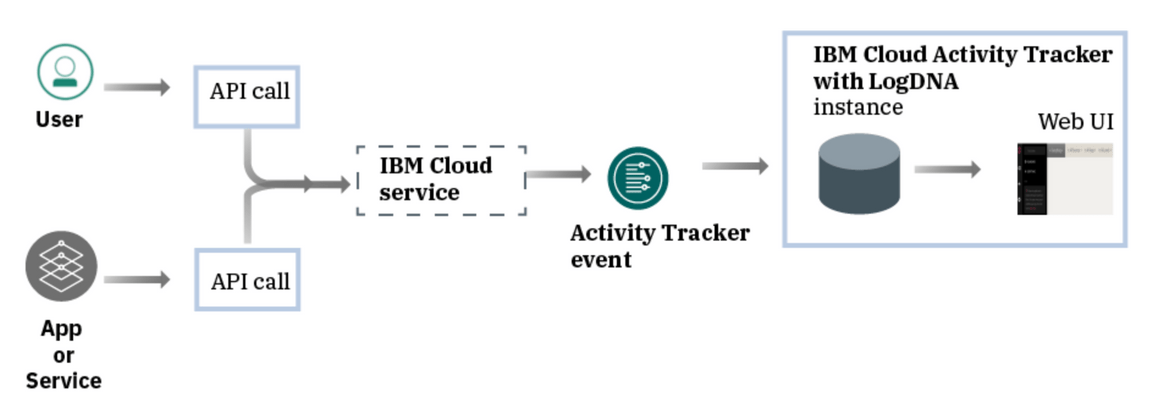 User
API call
IBM Cloud
service
Activity Tracker
event
IBM Cloud Activity Tracker
with LogDNA
instance
Web UI
App
or
Service
API call